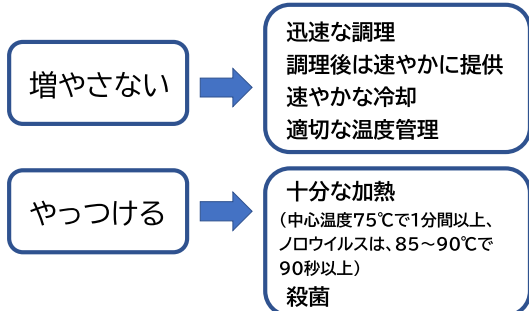 増やさない
迅速な調理
調理後は速やかに提供
速やかな冷却
適切な温度管理
やっつける
十分な加熱
(中心温度75℃で1分間以上、
ノロウイルスは、85~90℃で
90秒以上)
殺菌